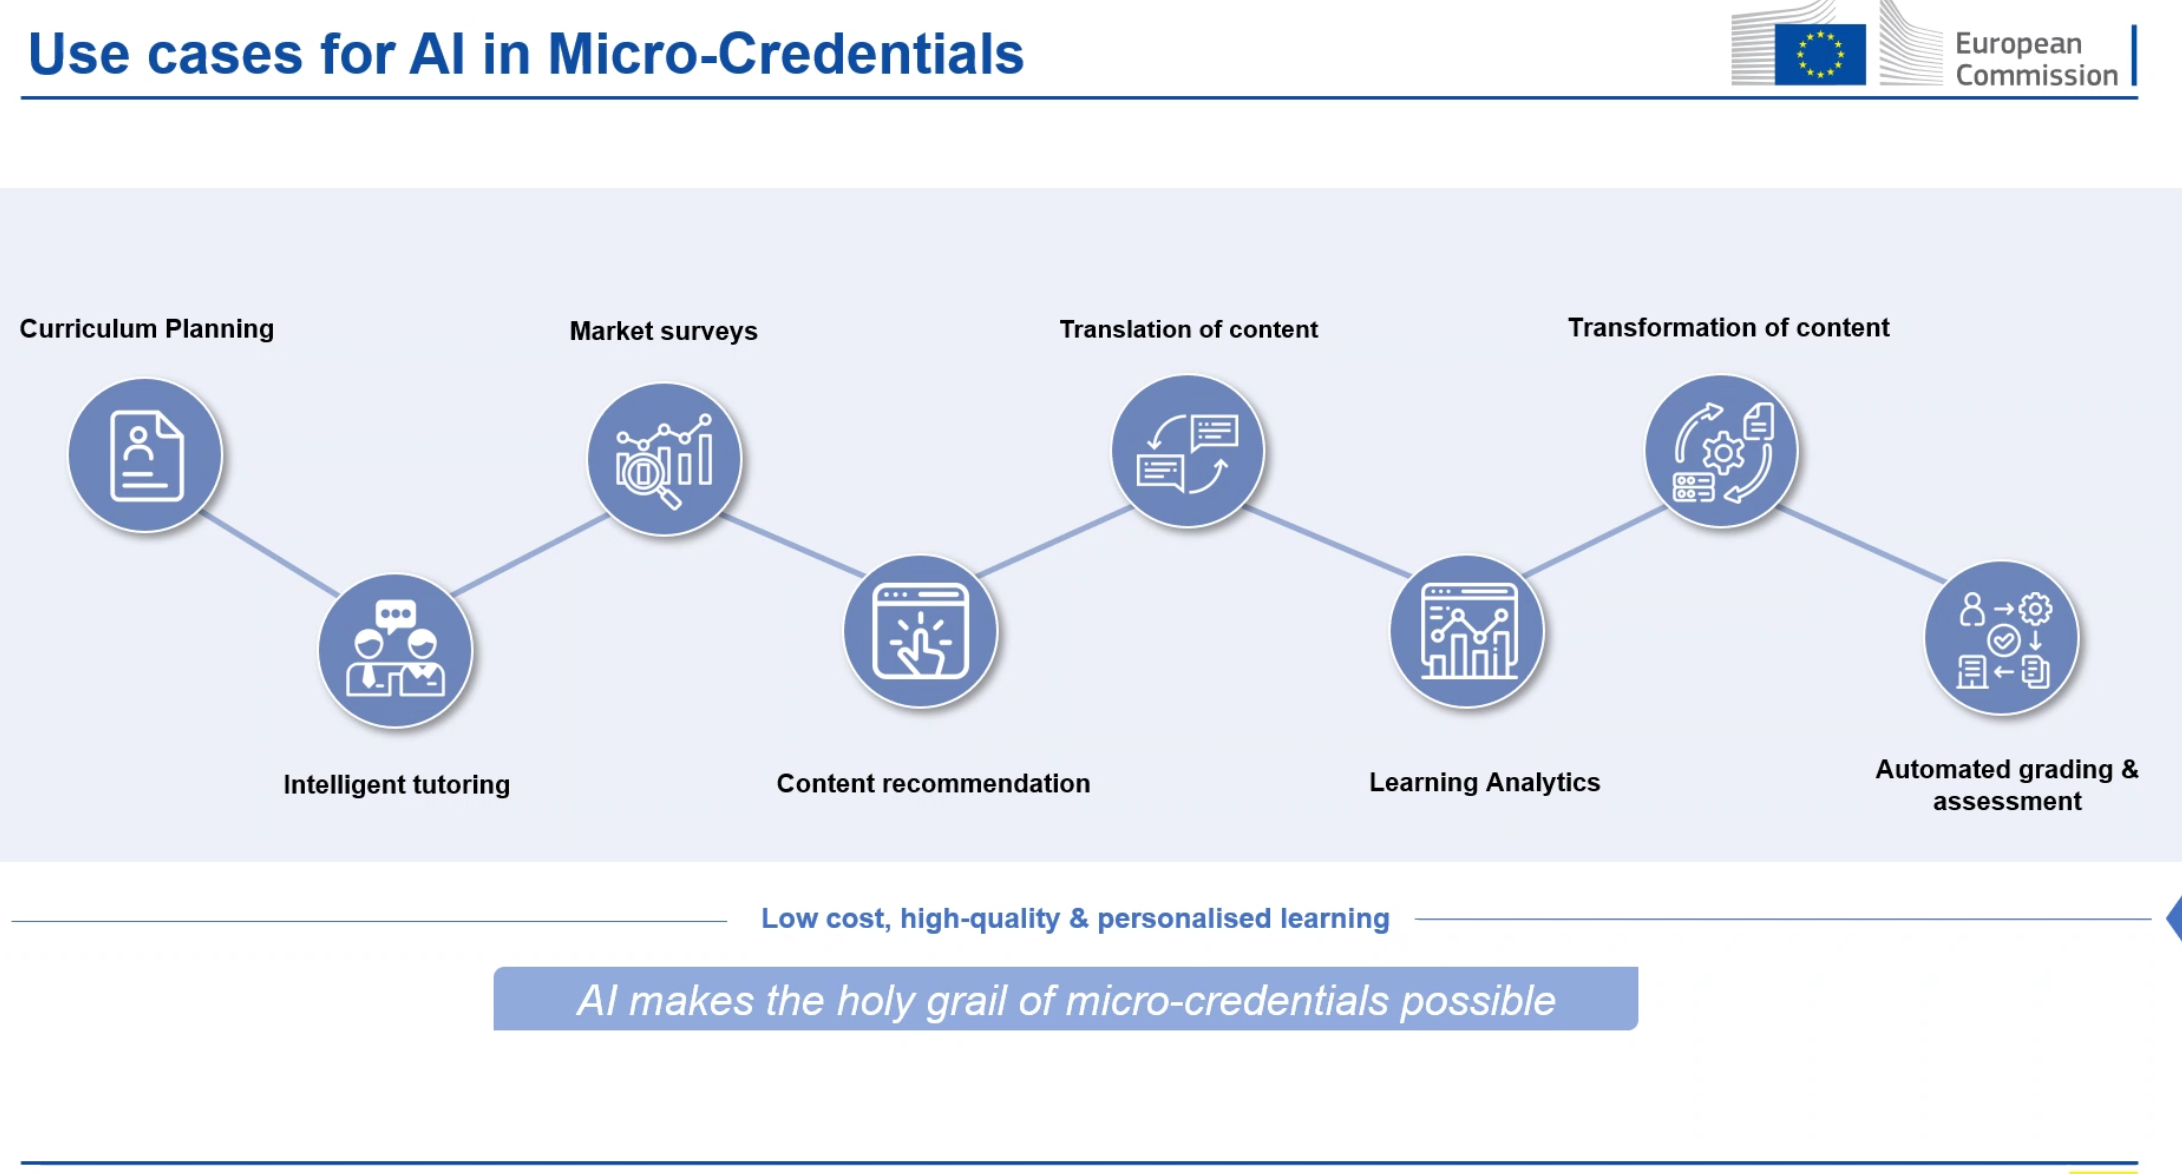 Use cases for AI in Micro-Credentials
European
Commission
Curriculum Planning
Market surveys
Translation of content
Transformation of content
Intelligent tutoring
Content recommendation
Learning Analytics
Automated grading &
assessment
Low cost, high-quality & personalised learning
AI makes the holy grail of micro-credentials possible